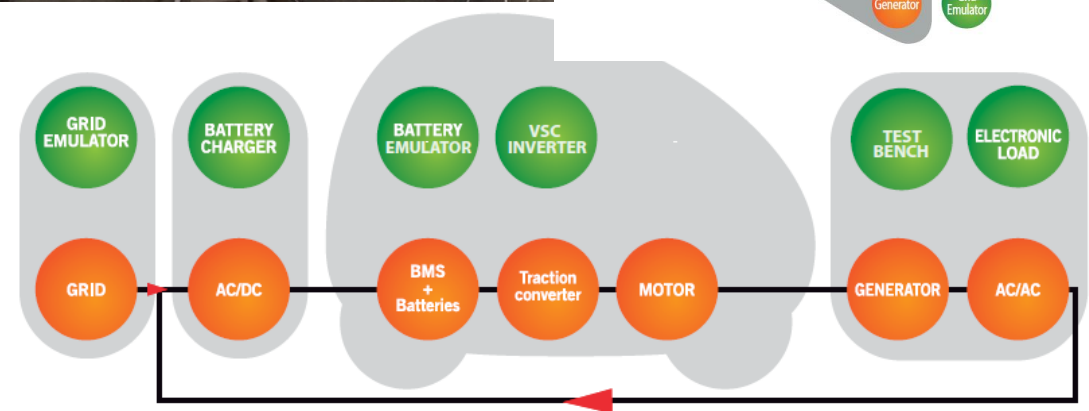 Generator
Emulator
GRID
EMULATOR
BATTERY
CHARGER
BATTERY
EMULATOR
VSC
INVERTER
TEST
BENCH
ELECTRONIC
LOAD
GRID
AC/DC
BMS
+
Batteries
Traction
converter
MOTOR
GENERATOR
AC/AC